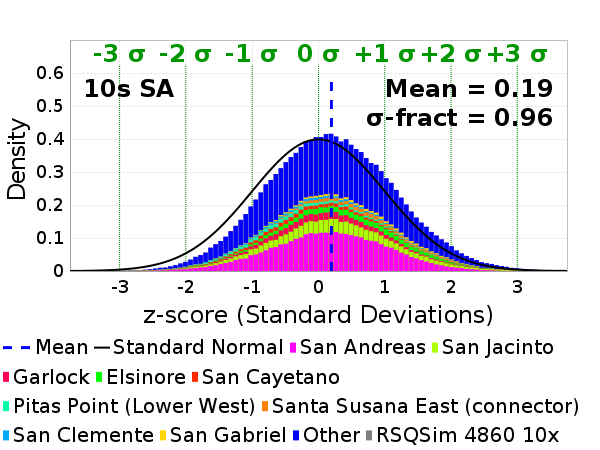 -3 σ -2 σ -1 σ 0 σ +1 σ +2 σ +3 σ
10s SA
Mean = 0.19
σ-fract = 0.96
Density
0.6
0.5
0.4
0.3
0.2
0.1
0
-3 -2 -1 0 1 2 3
z-score (Standard Deviations)
Mean Standard Normal San Andreas San Jacinto
Garlock Elsinore San Cayetano
Pitas Point (Lower West) Santa Susana East (connector)
San Clemente San Gabriel Other RSQSim 4860 10x